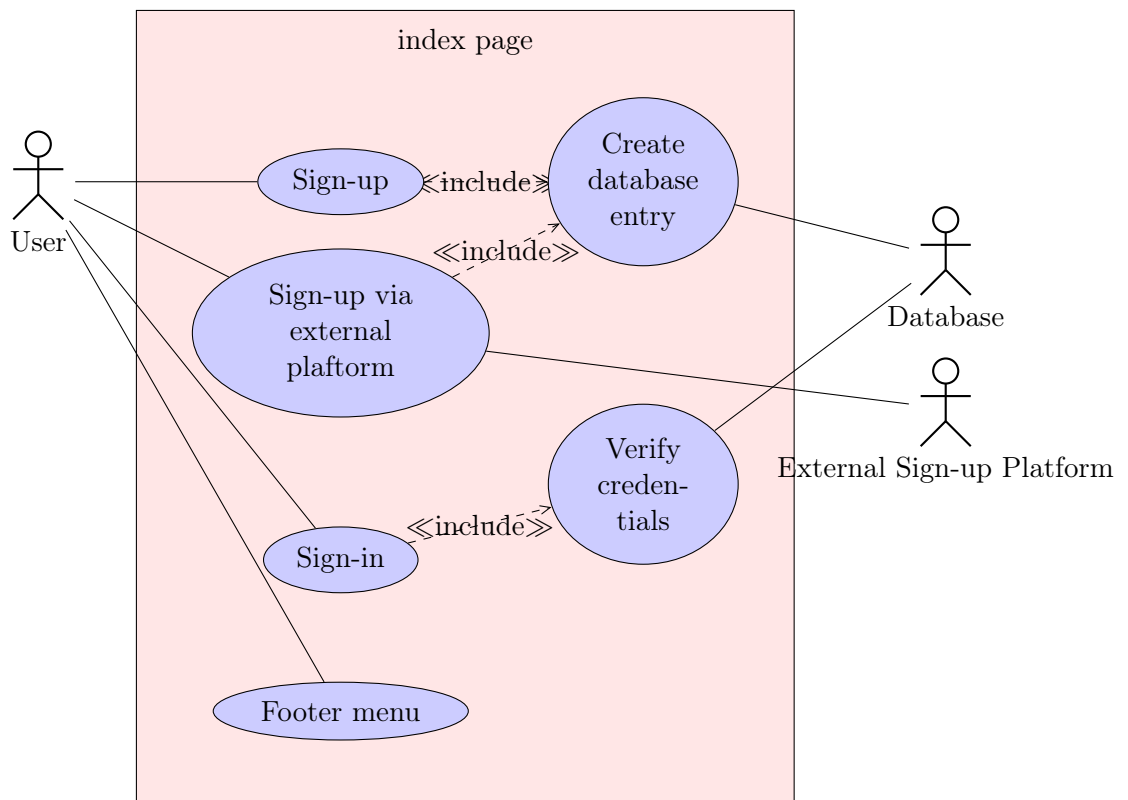 index page
Create
database
entry
Sign-up
≪include≫
User
≪include≫
Sign-up via
external
plaftorm
Database
Verify
creden-
tials
External Sign-up Platform
≪include≫
Sign-in
Footer menu